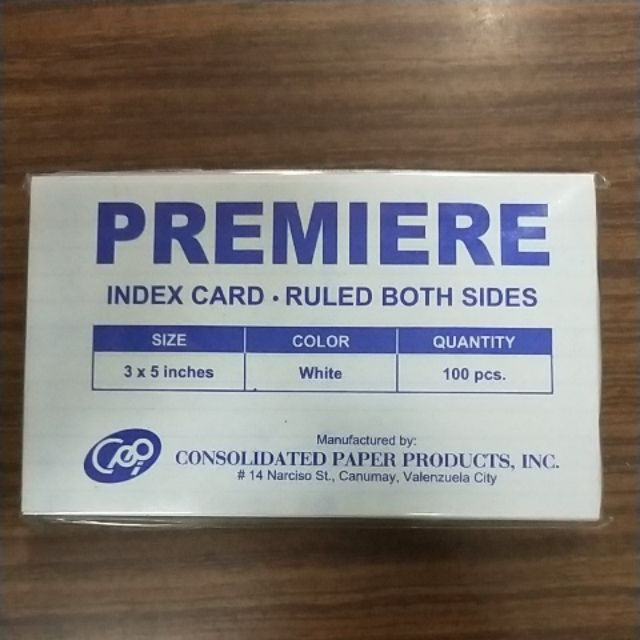 PREMIERE
INDEX CARD • RULED BOTH SIDES
SIZE COLOR QUANTITY
3 x 5 inches White 100 pcs.
Manufactured by:
CONSOLIDATED PAPER PRODUCTS, INC.
# 14 Narciso St., Canumay, Valenzuela City